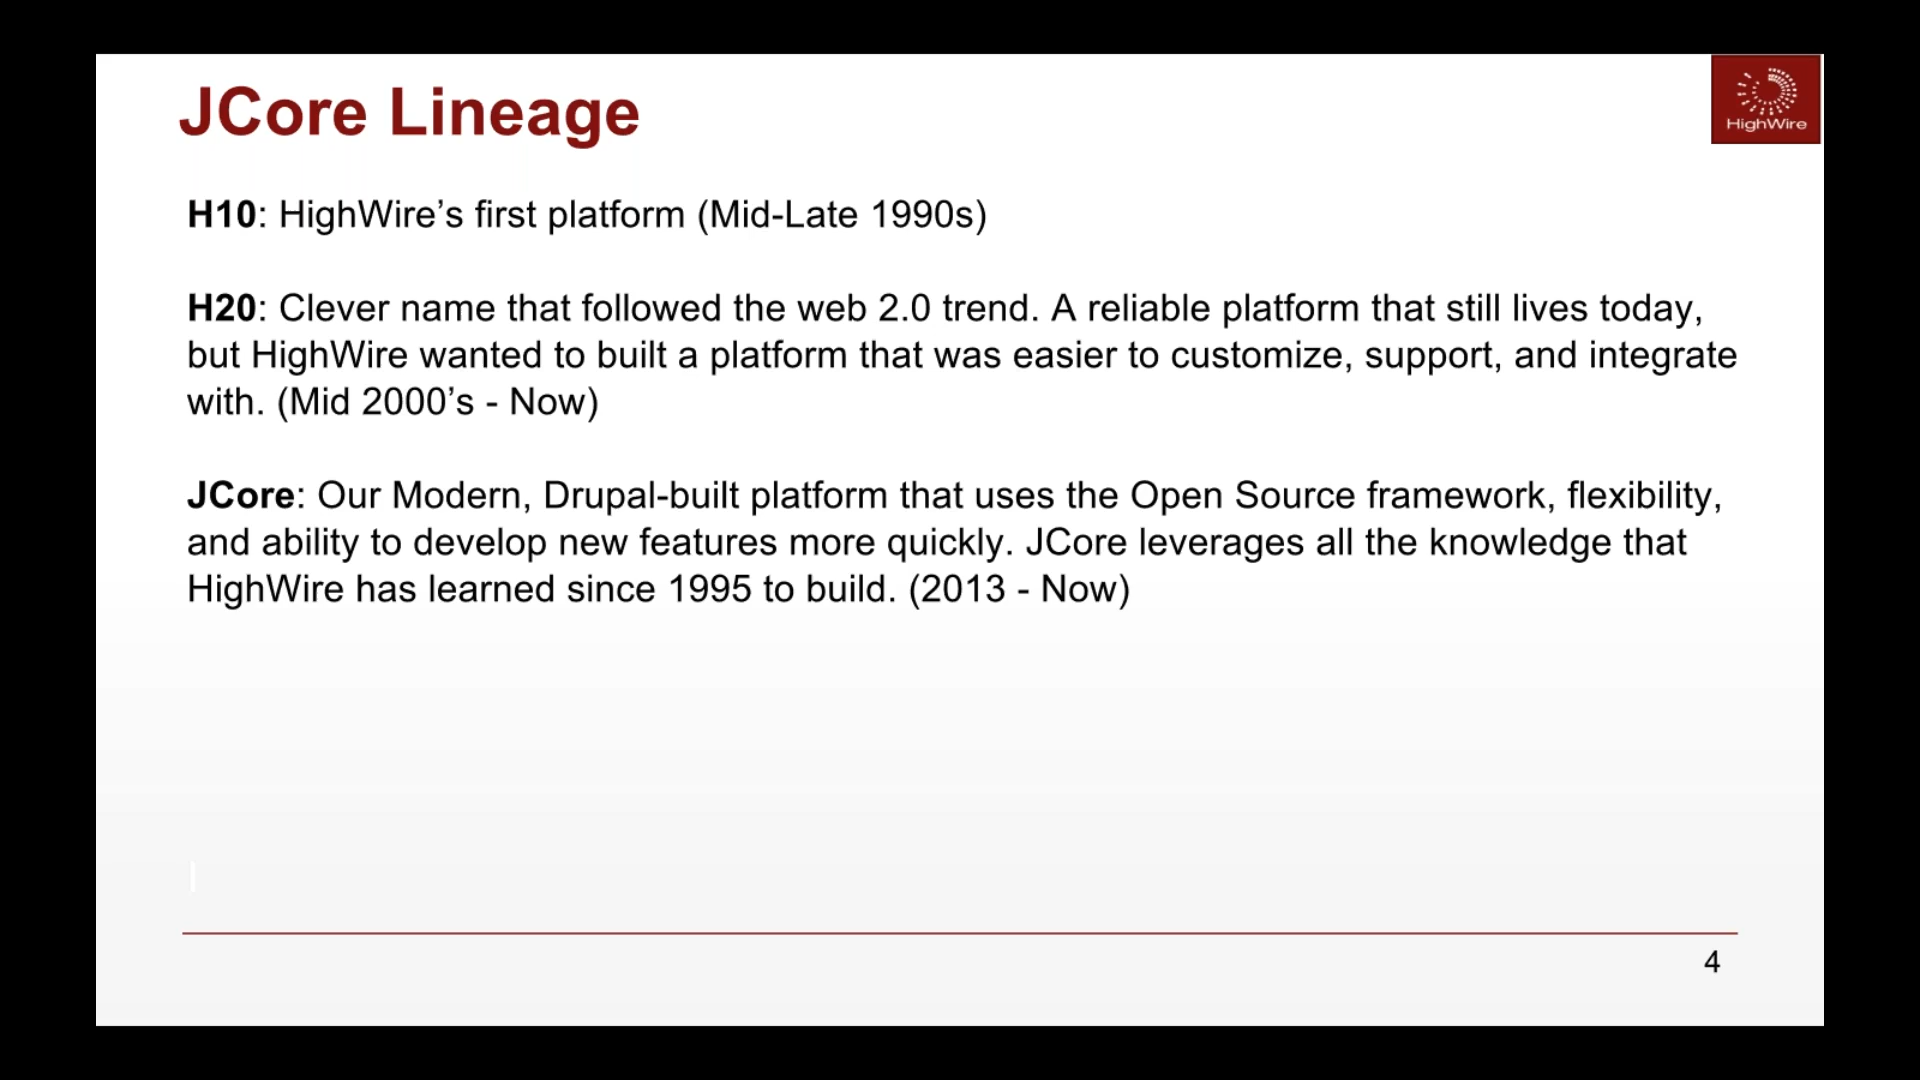 JCore Lineage
HighWire
H10: HighWire’s first platform (Mid-Late 1990s)
H20: Clever name that followed the web 2.0 trend. A reliable platform that still lives today,
but HighWire wanted to built a platform that was easier to customize, support, and integrate
with. (Mid 2000’s - Now)
JCore: Our Modern, Drupal-built platform that uses the Open Source framework, flexibility,
and ability to develop new features more quickly. JCore leverages all the knowledge that
HighWire has learned since 1995 to build. (2013 - Now)
4